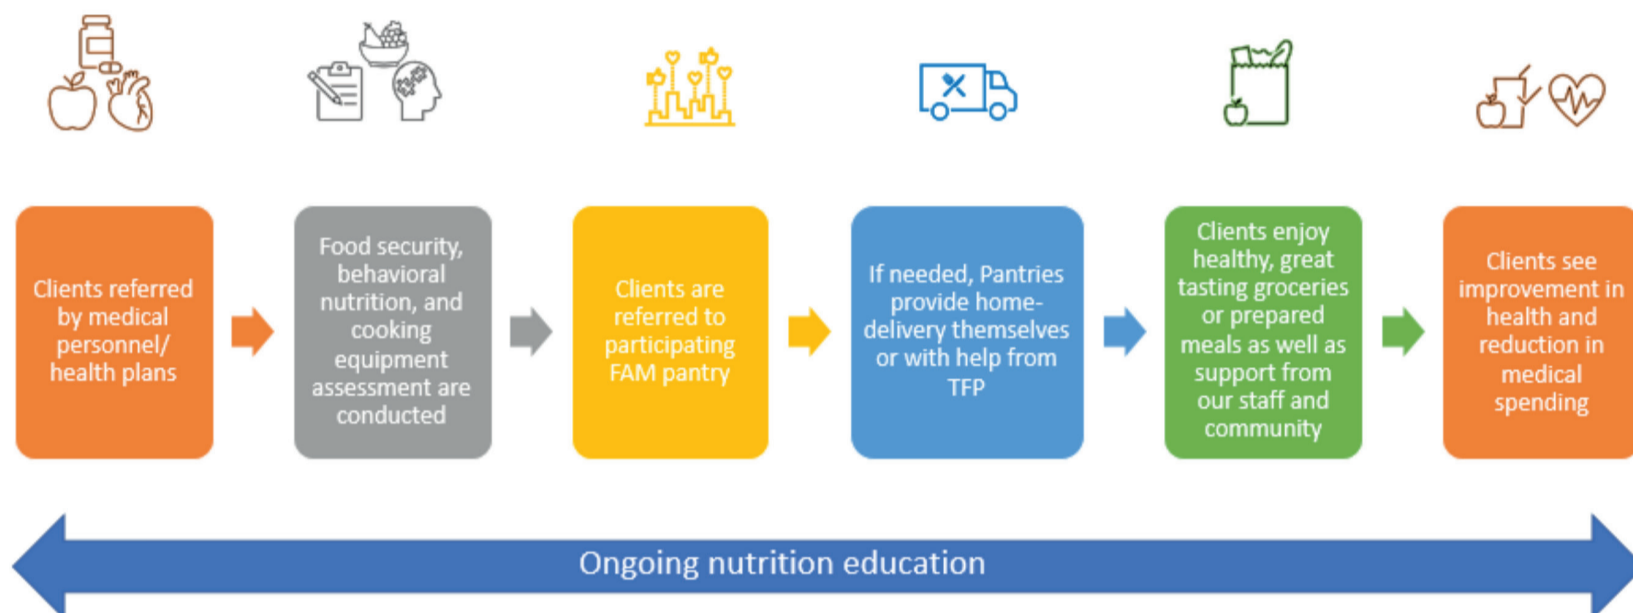 Clients referred
by medical
personnel/
health plans
Food security,
behavioral
nutrition, and
cooking
equipment
assessment are
conducted
Clients are
referred to
participating
FAM pantry
If needed, Pantries
provide home-
delivery themselves
or with help from
TFP
Clients enjoy
healthy, great
tasting groceries
or prepared
meals as well as
support from
our staff and
community
Clients see
improvement in
health and
reduction in
medical
spending
Ongoing nutrition education